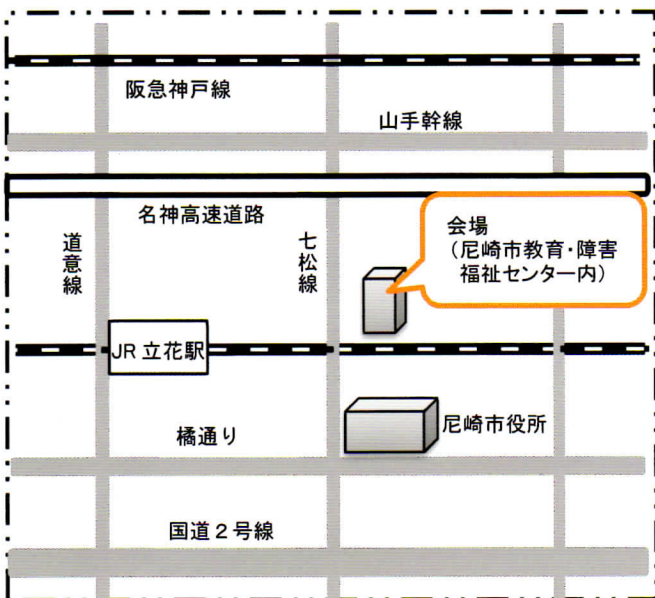 阪急神戸線
山手幹線
名神高速道路
道意線
七松線
会場
（尼崎市教育・障害
福祉センター内）
JR 立花駅
尼崎市役所
橘通り
国道２号線